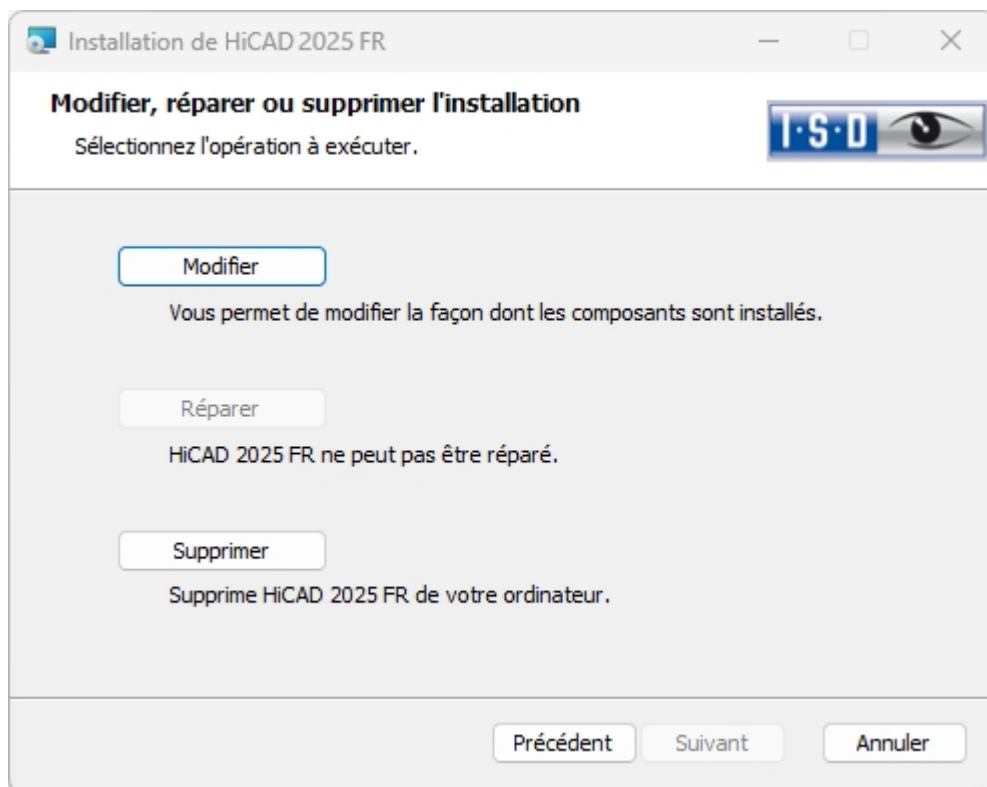 Installation de HiCAD 2025 FR
Modifier, réparer ou supprimer l'installation
Sélectionnez l'opération à exécuter.
I·S·D
Modifier
Vous permet de modifier la façon dont les composants sont installés.
Réparer
HiCAD 2025 FR ne peut pas être réparé.
Supprimer
Supprime HiCAD 2025 FR de votre ordinateur.
Précédent Suivant Annuler